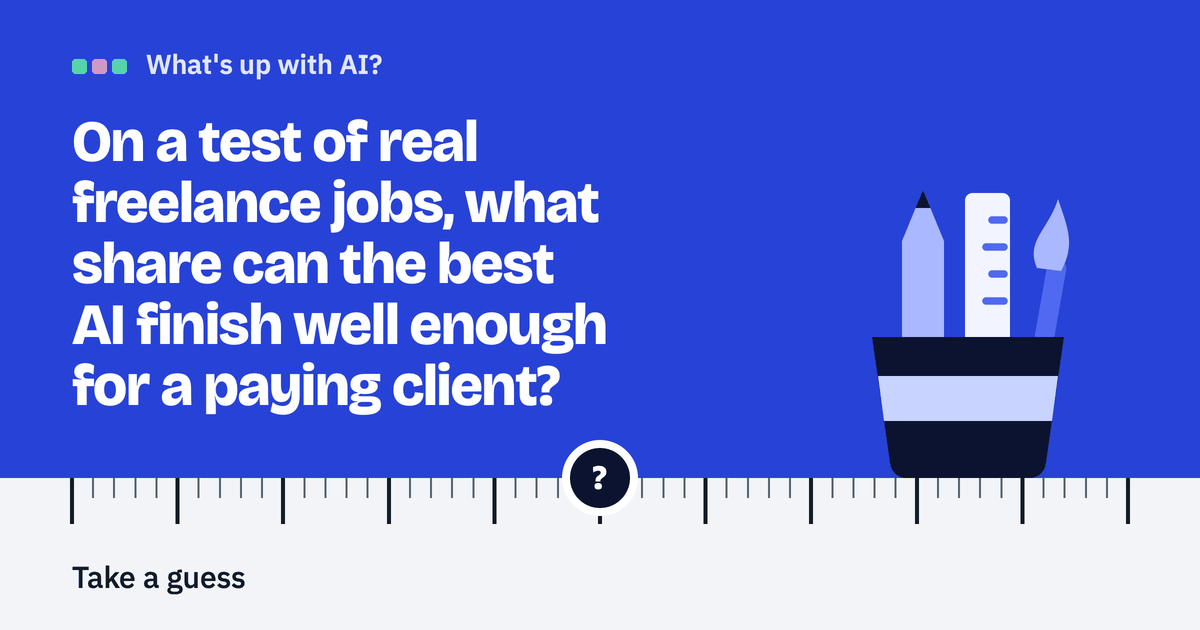 What's up with AI?
On a test of real
freelance jobs, what
share can the best
AI finish well enough
for a paying client?
?
Take a guess